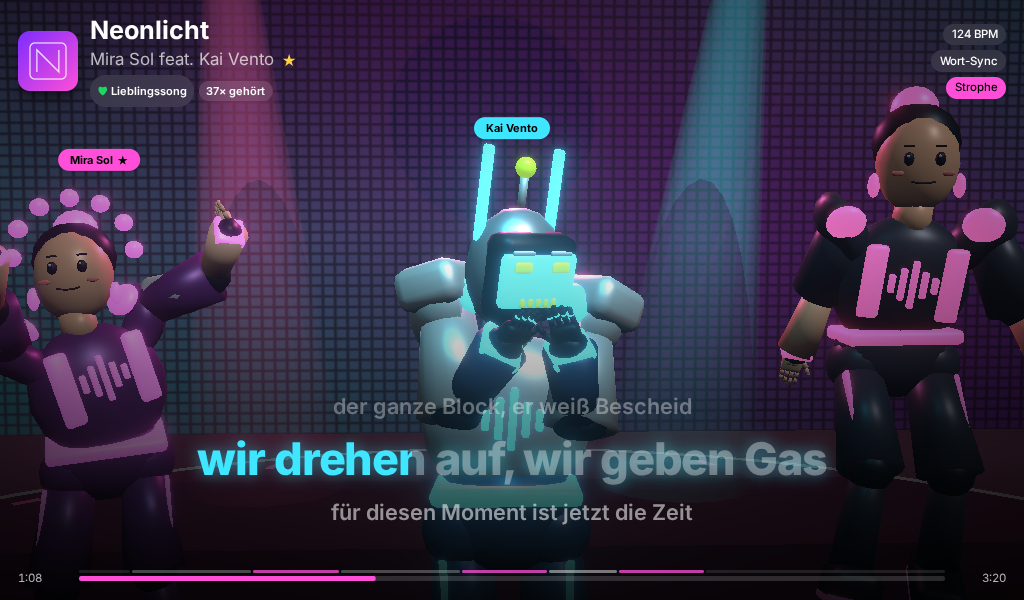 N
Neonlicht
Mira Sol feat. Kai Vento ★
Lieblingssong
37× gehört
124 BPM
Wort-Sync
Strophe
Kai Vento
Mira Sol ★
der ganze Block, er weiß Bescheid
wir drehen auf, wir geben Gas
für diesen Moment ist jetzt die Zeit
1:08
3:20